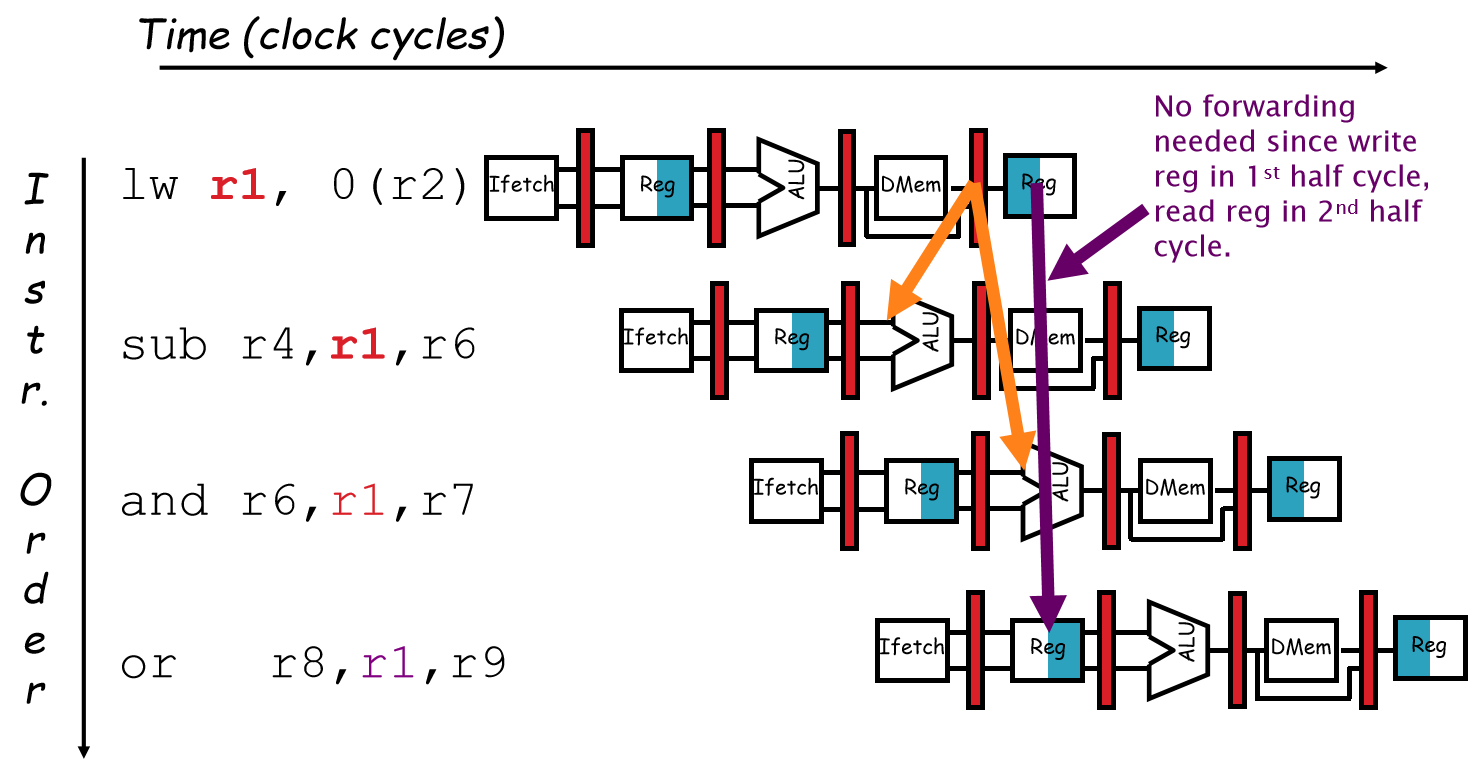 Time (clock cycles)
No forwarding
needed since write
reg in 1st half cycle,
read reg in 2nd half
cycle.
Instr. Order
lw r1, 0(r2)
Ifetch Reg ALU DMem Reg
sub r4,r1,r6
Ifetch Reg ALU DMem Reg
and r6,r1,r7
Ifetch Reg ALU DMem Reg
or r8,r1,r9
Ifetch Reg ALU DMem Reg